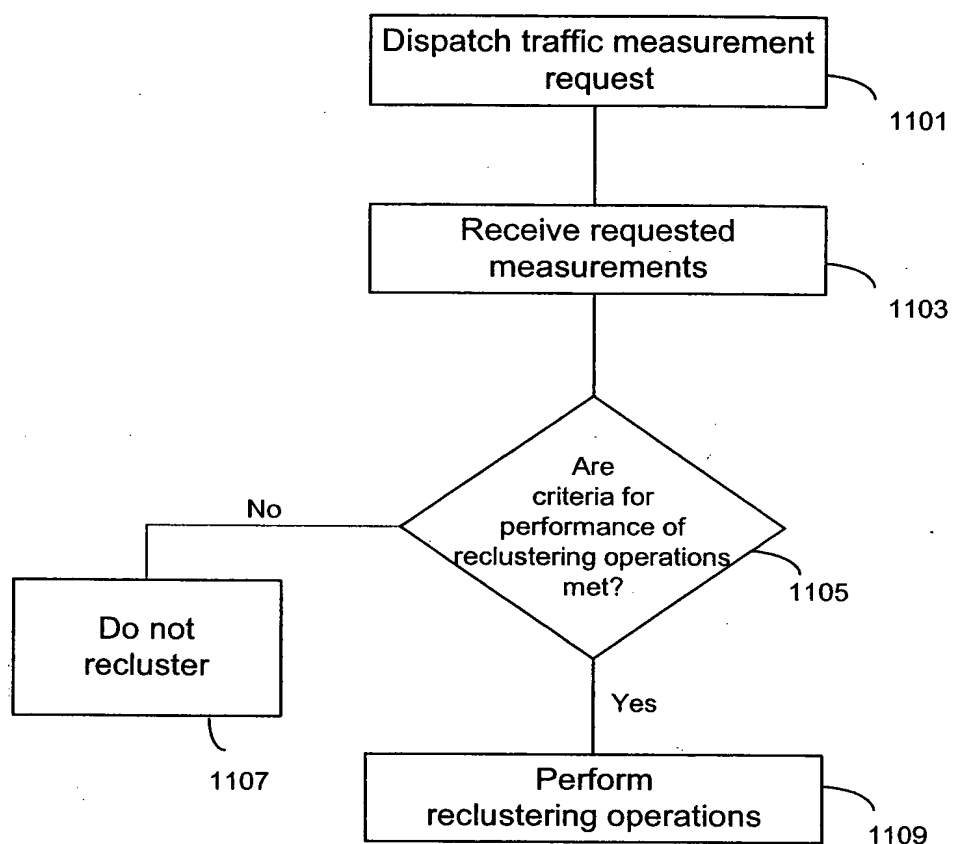 Dispatch traffic measurement
request
1101
Receive requested
measurements
1103
Are
criteria for
performance of
reclustering operations
met?
1105
No
Do not
recluster
1107
Yes
Perform
reclustering operations
1109